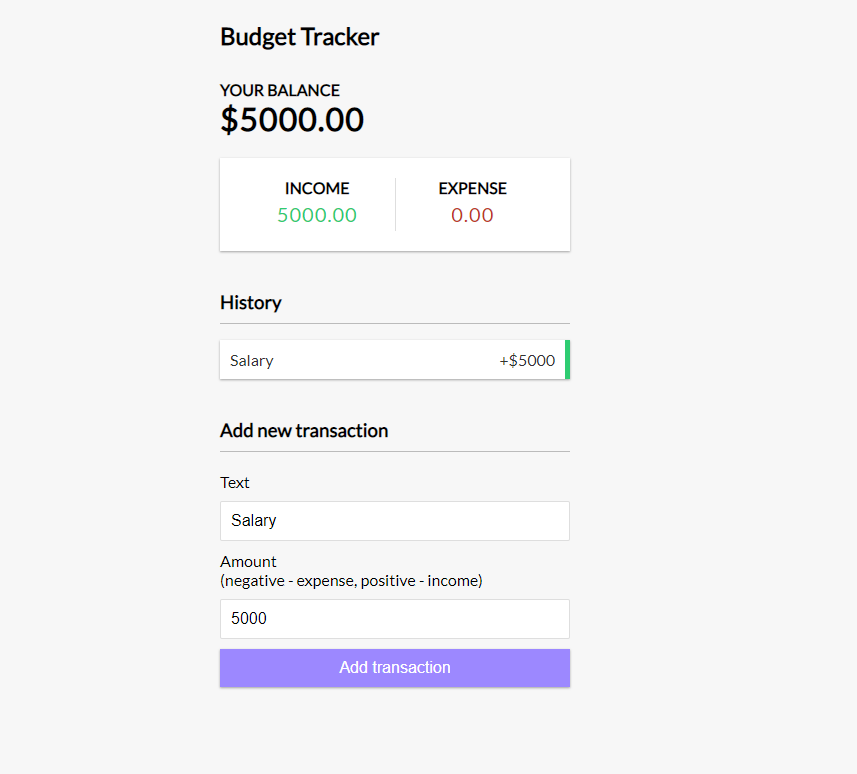 Budget Tracker
YOUR BALANCE
$5000.00
INCOME EXPENSE
5000.00 0.00
History
Salary +$5000
Add new transaction
Text
Salary
Amount
(negative - expense, positive - income)
5000
Add transaction